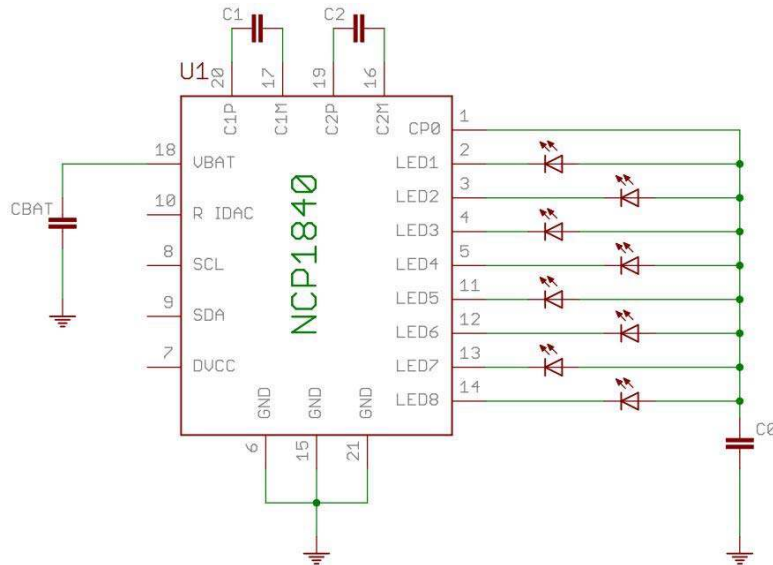 C1
C2
U1
20
17
19
16
C1P
C1M
C2P
C2M
CP0
1
18
VBAT
LED1
2
LED2
3
CBAT
10
R IDAC
NCP1840
LED3
4
8
SCL
LED4
5
LED5
11
9
SDA
LED6
12
7
DVCC
LED7
13
LED8
14
GND
GND
GND
6
15
21
C0